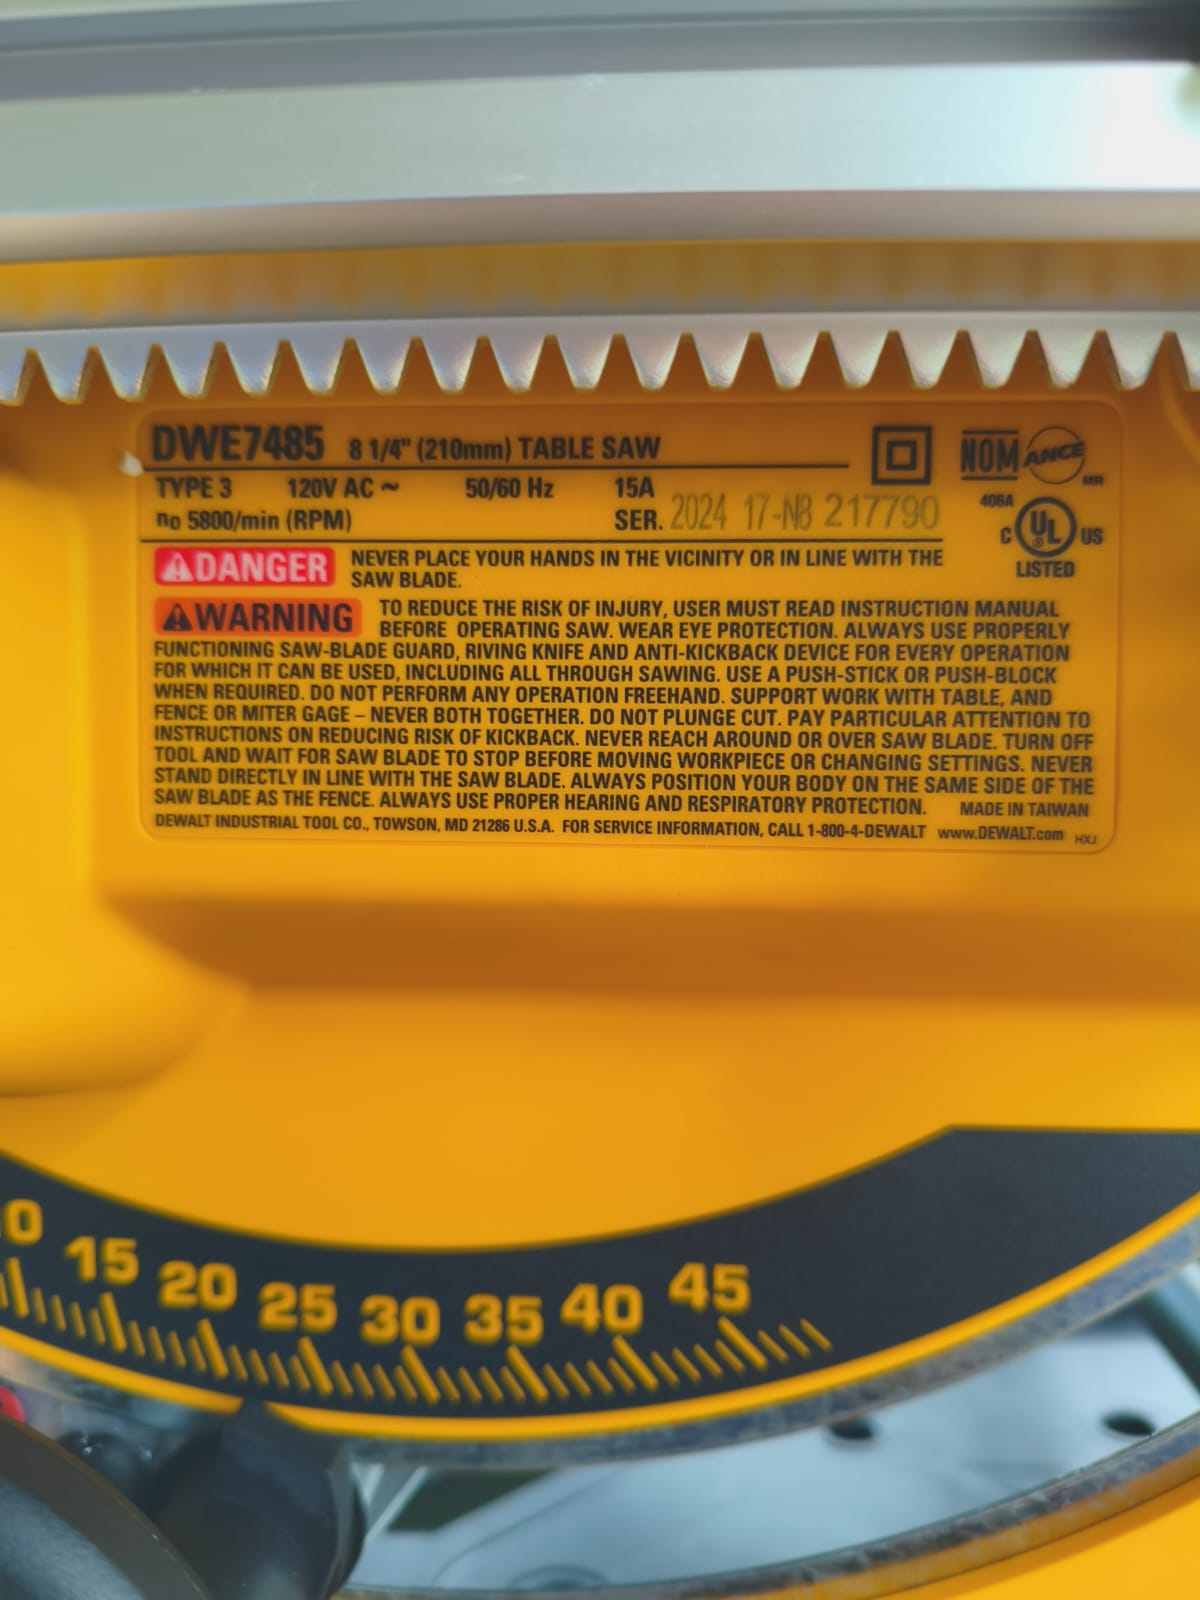 DWE7485 8 1/4" (210mm) TABLE SAW
NOM ANCE
MR
TYPE 3 120V AC ~ 50/60 Hz 15A
406A
no 5800/min (RPM) SER. 2024 17-NB 217790
C UL ® US
LISTED
DANGER NEVER PLACE YOUR HANDS IN THE VICINITY OR IN LINE WITH THE
SAW BLADE.
WARNING TO REDUCE THE RISK OF INJURY, USER MUST READ INSTRUCTION MANUAL
BEFORE OPERATING SAW. WEAR EYE PROTECTION. ALWAYS USE PROPERLY
FUNCTIONING SAW-BLADE GUARD, RIVING KNIFE AND ANTI-KICKBACK DEVICE FOR EVERY OPERATION
FOR WHICH IT CAN BE USED, INCLUDING ALL THROUGH SAWING. USE A PUSH-STICK OR PUSH-BLOCK
WHEN REQUIRED. DO NOT PERFORM ANY OPERATION FREEHAND. SUPPORT WORK WITH TABLE, AND
FENCE OR MITER GAGE – NEVER BOTH TOGETHER. DO NOT PLUNGE CUT. PAY PARTICULAR ATTENTION TO
INSTRUCTIONS ON REDUCING RISK OF KICKBACK. NEVER REACH AROUND OR OVER SAW BLADE. TURN OFF
TOOL AND WAIT FOR SAW BLADE TO STOP BEFORE MOVING WORKPIECE OR CHANGING SETTINGS. NEVER
STAND DIRECTLY IN LINE WITH THE SAW BLADE. ALWAYS POSITION YOUR BODY ON THE SAME SIDE OF THE
SAW BLADE AS THE FENCE. ALWAYS USE PROPER HEARING AND RESPIRATORY PROTECTION. MADE IN TAIWAN
DEWALT INDUSTRIAL TOOL CO., TOWSON, MD 21286 U.S.A. FOR SERVICE INFORMATION, CALL 1-800-4-DEWALT www.DEWALT.com HXJ
10 15 20 25 30 35 40 45